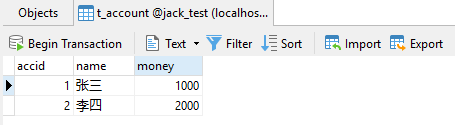 Objects t_account @jack_test (localhos...
Begin Transaction Text Filter Sort Import Export
accid name money
1 张三 1000
2 李四 2000